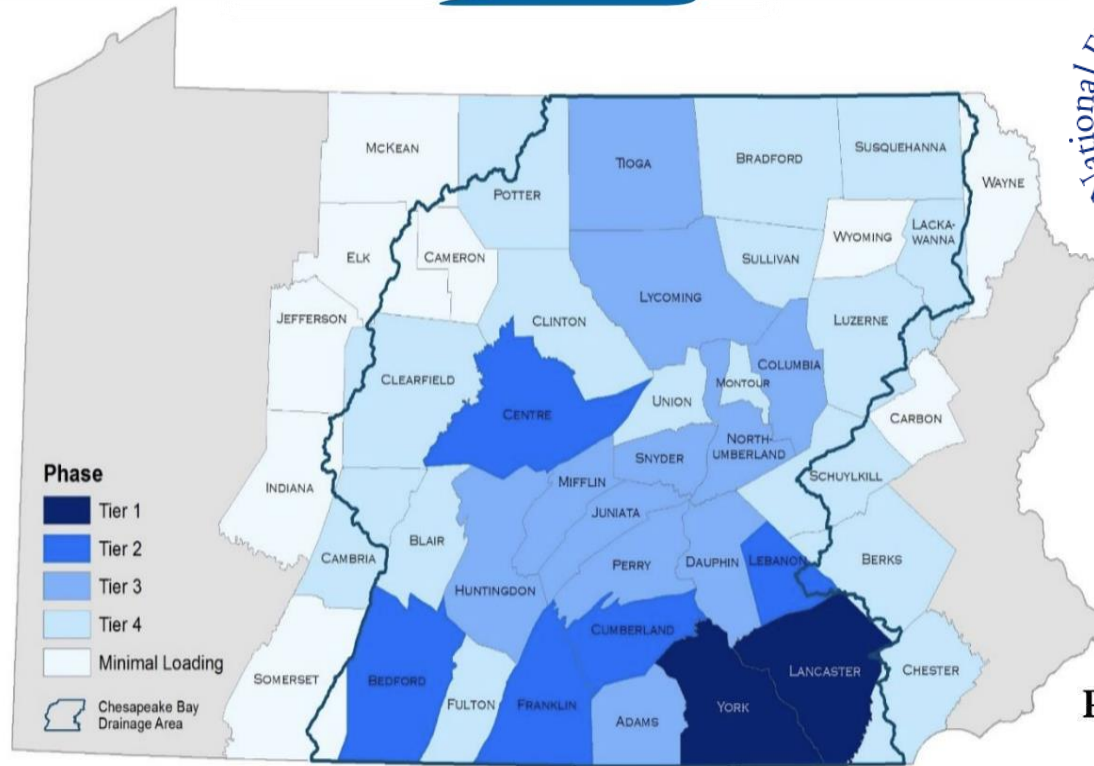 National
McKEAN
POTTER
TIOGA
BRADFORD
SUSQUEHANNA
WAYNE
ELK
CAMERON
SULLIVAN
WYOMING
LACKA-
WANNA
JEFFERSON
LYCOMING
CLINTON
LUZERNE
CLEARFIELD
COLUMBIA
MONTOUR
UNION
CENTRE
CARBON
NORTH-
UMBERLAND
SNYDER
SCHUYLKILL
INDIANA
MIFFLIN
JUNIATA
CAMBRIA
BLAIR
HUNTINGDON
PERRY
DAUPHIN
LEBANON
BERKS
CUMBERLAND
SOMERSET
BEDFORD
FULTON
FRANKLIN
ADAMS
YORK
LANCASTER
CHESTER
Phase
Tier 1
Tier 2
Tier 3
Tier 4
Minimal Loading
Chesapeake Bay
Drainage Area